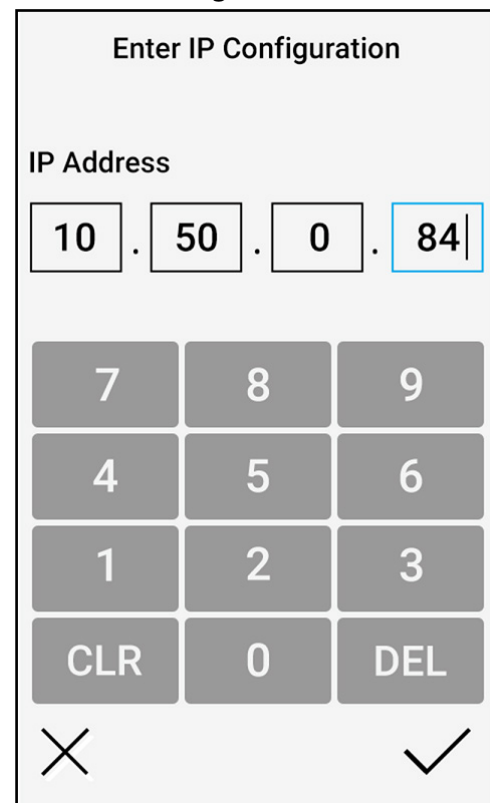 Enter IP Configuration
IP Address
10 . 50 . 0 . 84
7 8 9
4 5 6
1 2 3
CLR 0 DEL